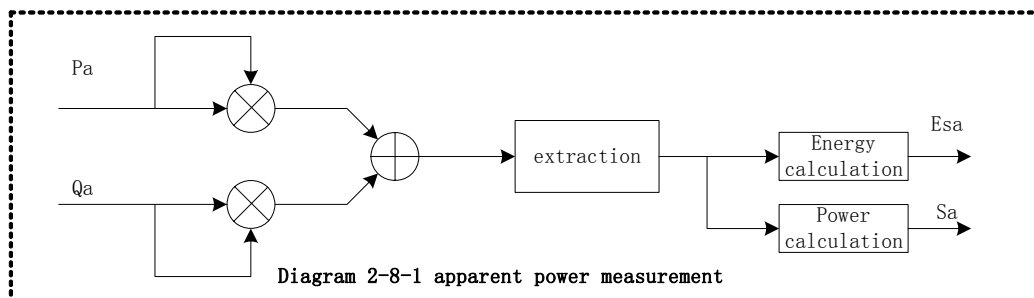 Pa
Qa
extraction
Energy
calculation
Esa
Power
calculation
Sa
Diagram 2-8-1 apparent power measurement